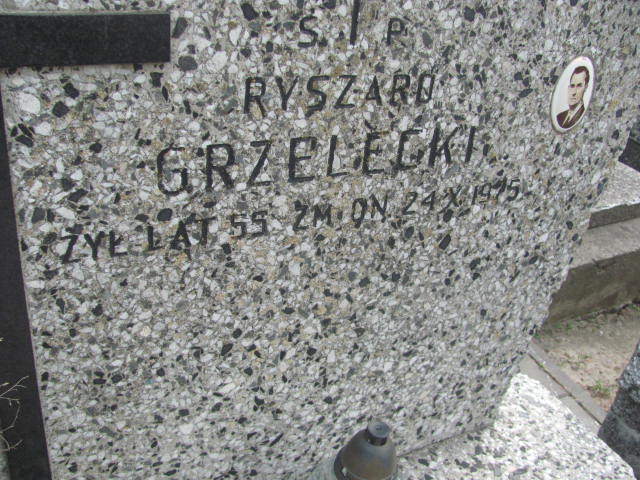 Ś P
RYSZARD
GRZELECKI
ŻYŁ LAT 55 ZM. DN. 24.X.1975